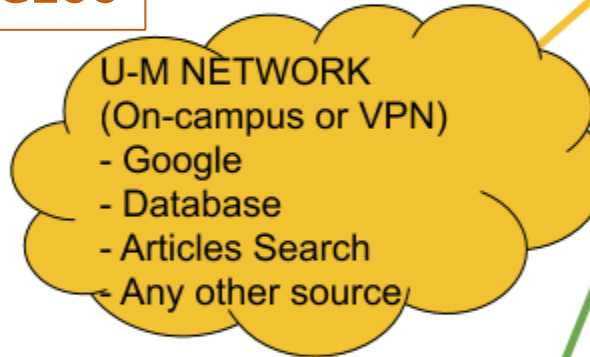 U-M NETWORK
(On-campus or VPN)
- Google
- Database
- Articles Search
- Any other source